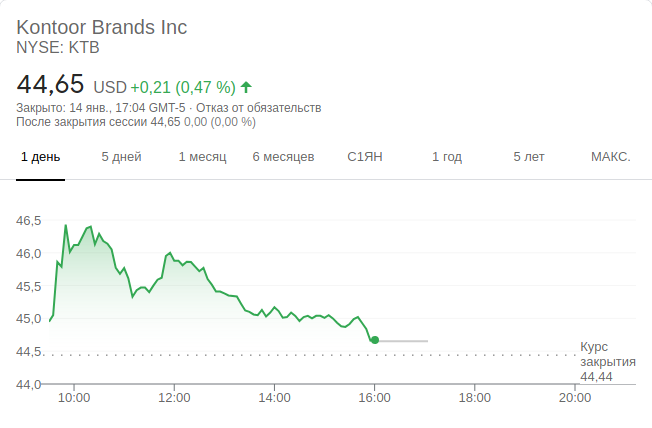 Kontoor Brands Inc
NYSE: KTB
44,65 USD +0,21 (0,47 %)
Закрыто: 14 янв., 17:04 GMT-5 · Отказ от обязательств
После закрытия сессии 44,65 0,00 (0,00 %)
1 день 5 дней 1 месяц 6 месяцев С1ЯН 1 год 5 лет МАКС.
46,5
46,0
45,5
45,0
44,5
44,0
Курс
закрытия
44,44
10:00 12:00 14:00 16:00 18:00 20:00